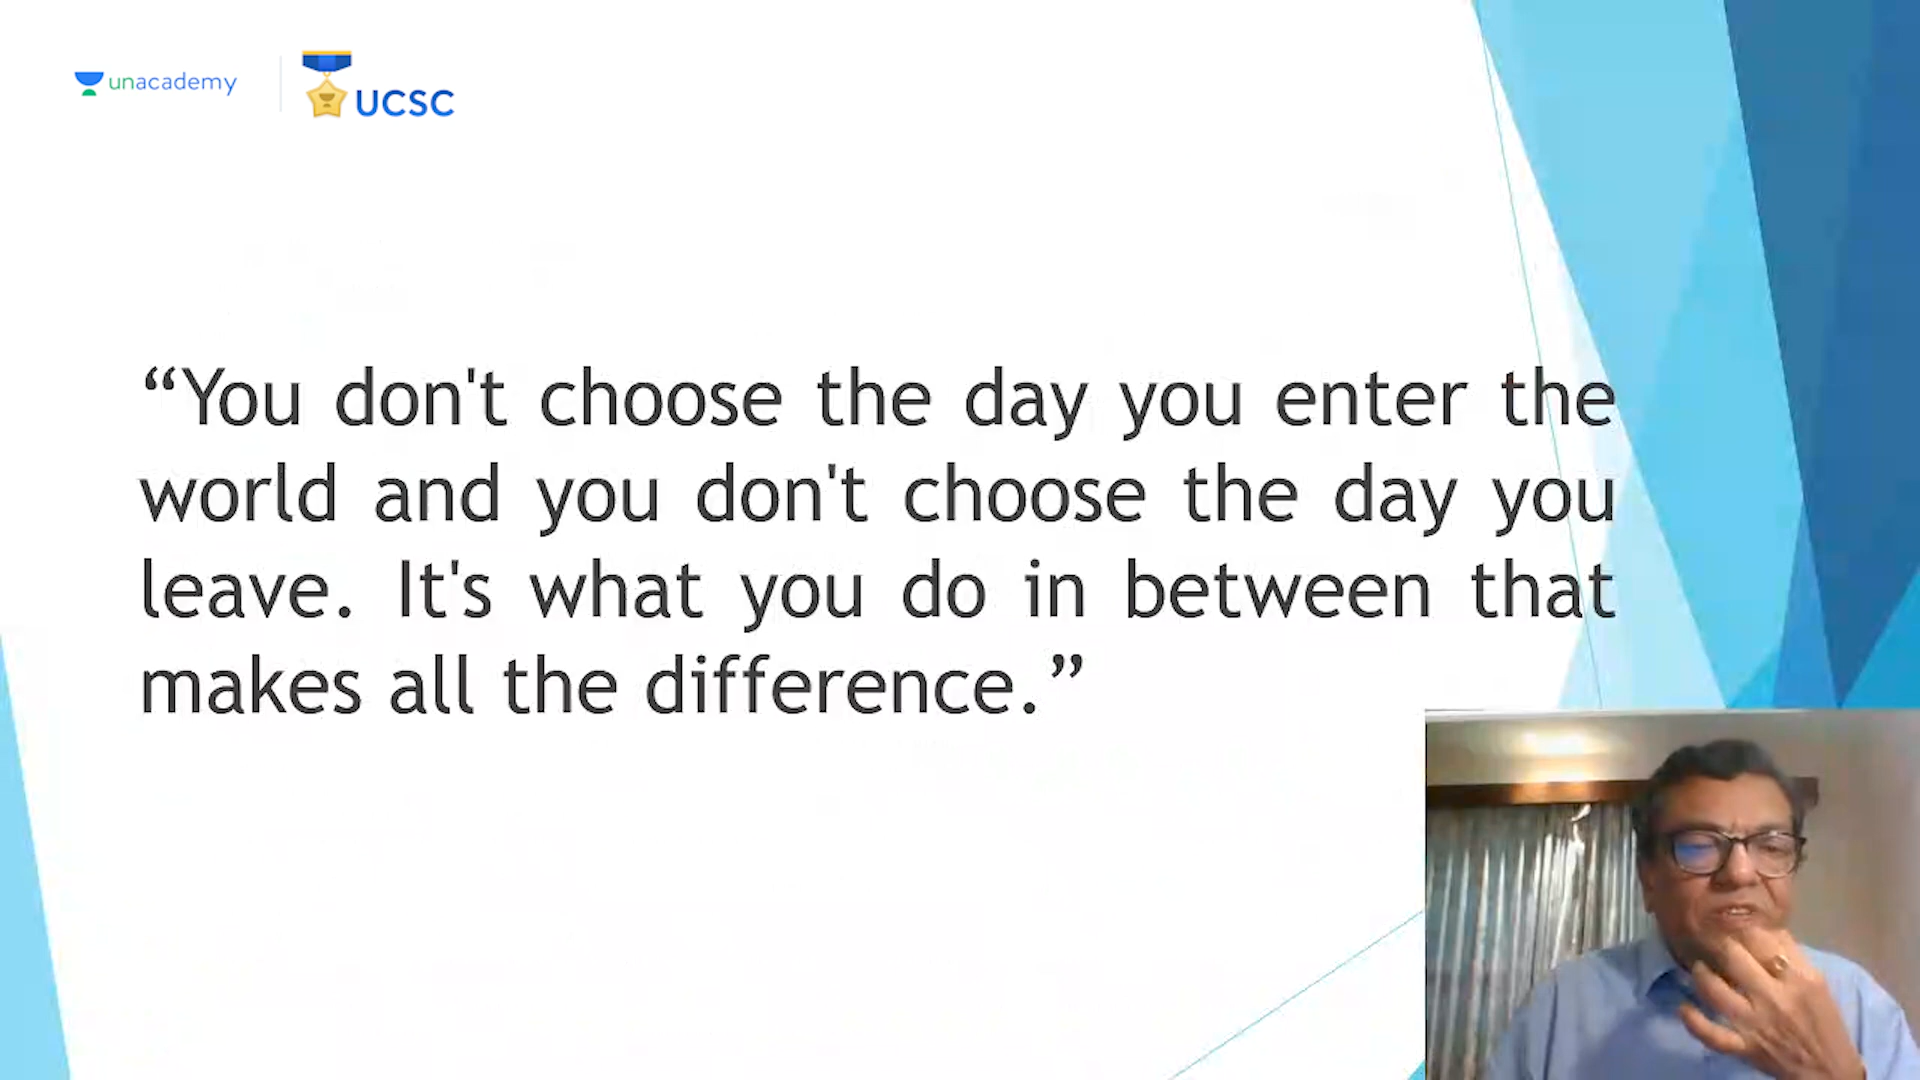 unacademy
UCSC
“You don't choose the day you enter the
world and you don't choose the day you
leave. It's what you do in between that
makes all the difference.”